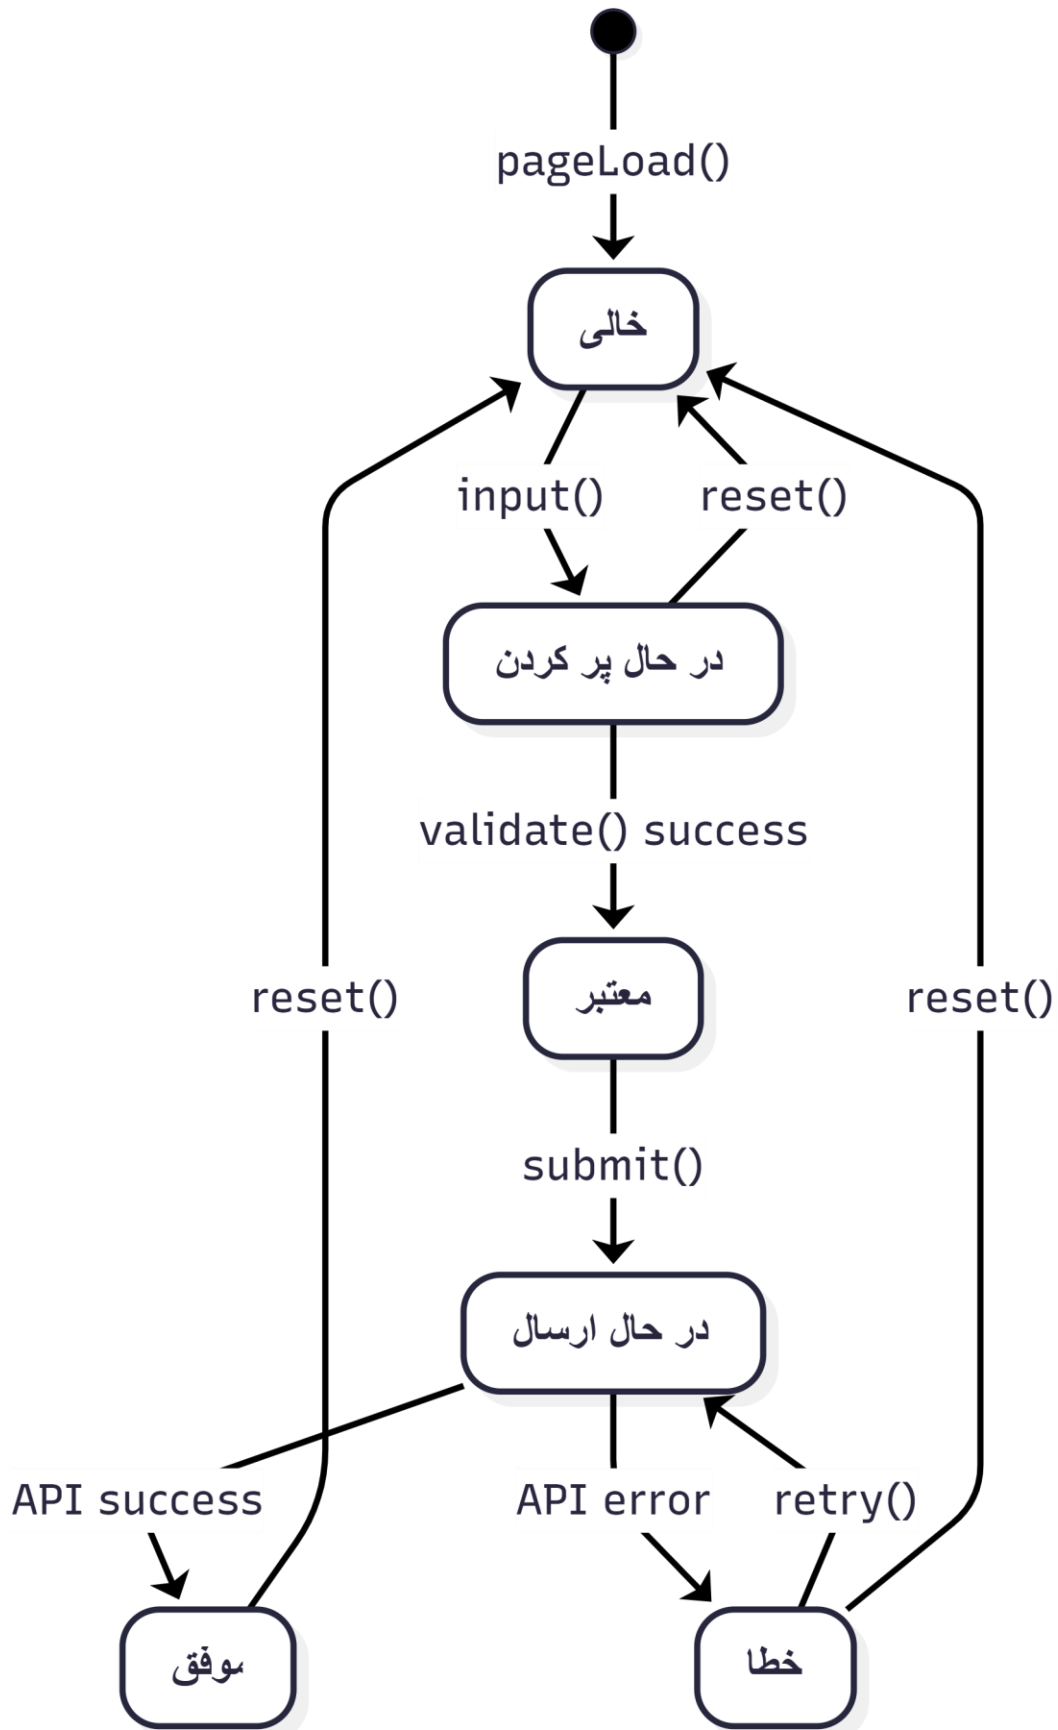 pageLoad()
خالی
input()
reset()
در حال پر کردن
validate() success
معتبر
reset()
reset()
submit()
در حال ارسال
API success
API error
retry()
موفق
خطا